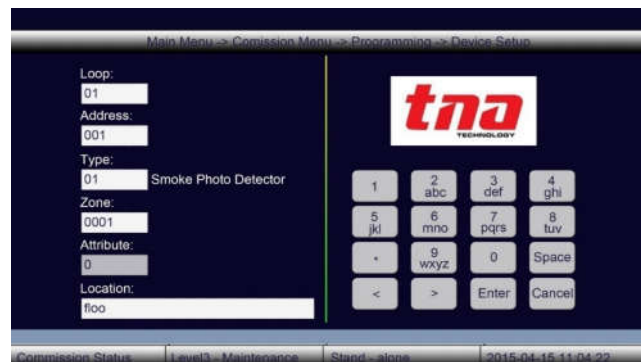 Main Menu -> Comission Menu -> Programming -> Device Setup
Loop:
01
Address:
001
Type:
01 Smoke Photo Detector
Zone:
0001
Attribute:
0
Location:
floo
tna
TECHNOLOGY
1
2
abc
3
def
4
ghi
5
jkl
6
mno
7
pqrs
8
tuv
*
9
wxyz
0
Space
<
>
Enter
Cancel
Commission Status
Level3 - Maintenance
Stand - alone
2015-04-15 11:04:22